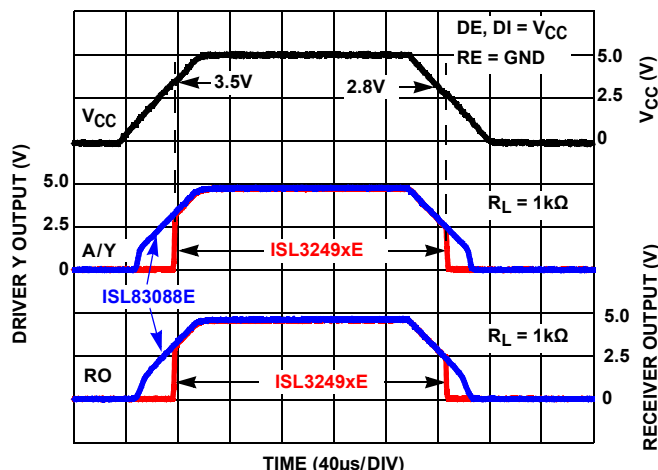 DE, DI = VCC
RE = GND
5.0
3.5V
2.8V
2.5
VCC
0
VCC (V)
5.0
RL = 1kΩ
2.5
A/Y
ISL3249xE
0
ISL83088E
DRIVER Y OUTPUT (V)
5.0
RL = 1kΩ
2.5
RO
ISL3249xE
0
RECEIVER OUTPUT (V)
TIME (40µs/DIV)